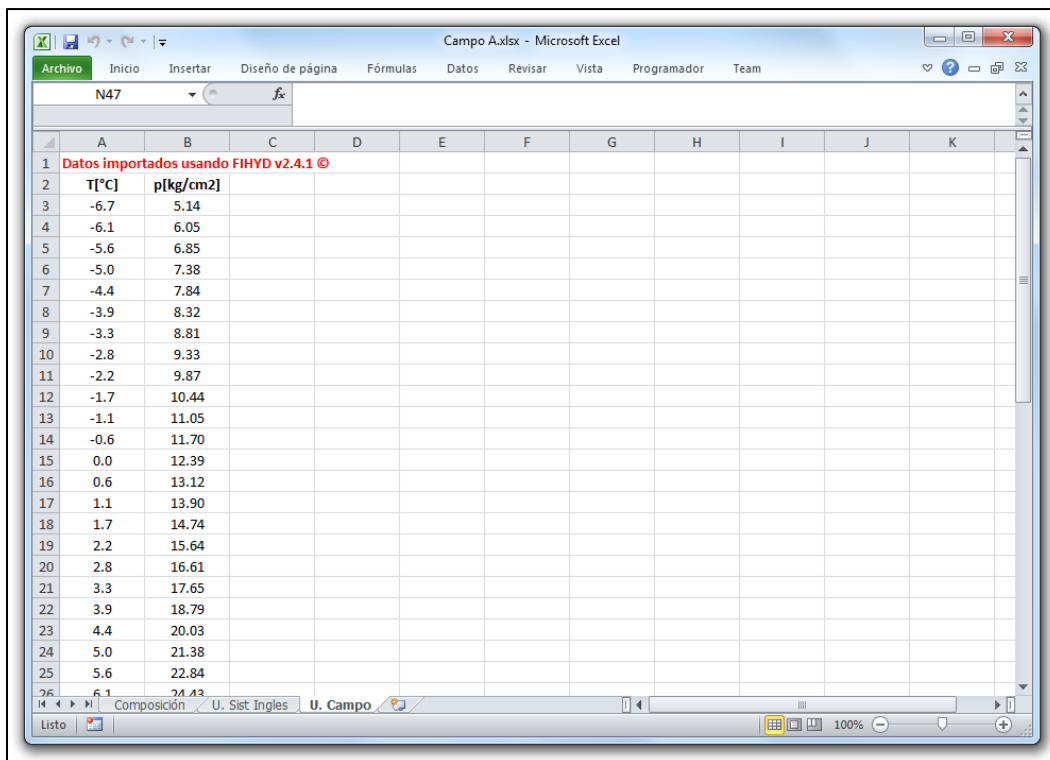 Campo A.xlsx - Microsoft Excel
Archivo Inicio Insertar Diseño de página Fórmulas Datos Revisar Vista Programador Team
N47 fx
A B C D E F G H I J K
1 Datos importados usando FIHYD v2.4.1 ©
2 T[°C] p[kg/cm2]
3 -6.7 5.14
4 -6.1 6.05
5 -5.6 6.85
6 -5.0 7.38
7 -4.4 7.84
8 -3.9 8.32
9 -3.3 8.81
10 -2.8 9.33
11 -2.2 9.87
12 -1.7 10.44
13 -1.1 11.05
14 -0.6 11.70
15 0.0 12.39
16 0.6 13.12
17 1.1 13.90
18 1.7 14.74
19 2.2 15.64
20 2.8 16.61
21 3.3 17.65
22 3.9 18.79
23 4.4 20.03
24 5.0 21.38
25 5.6 22.84
26 6.1 24.43
Composición U. Sist Ingles U. Campo
Listo 100%